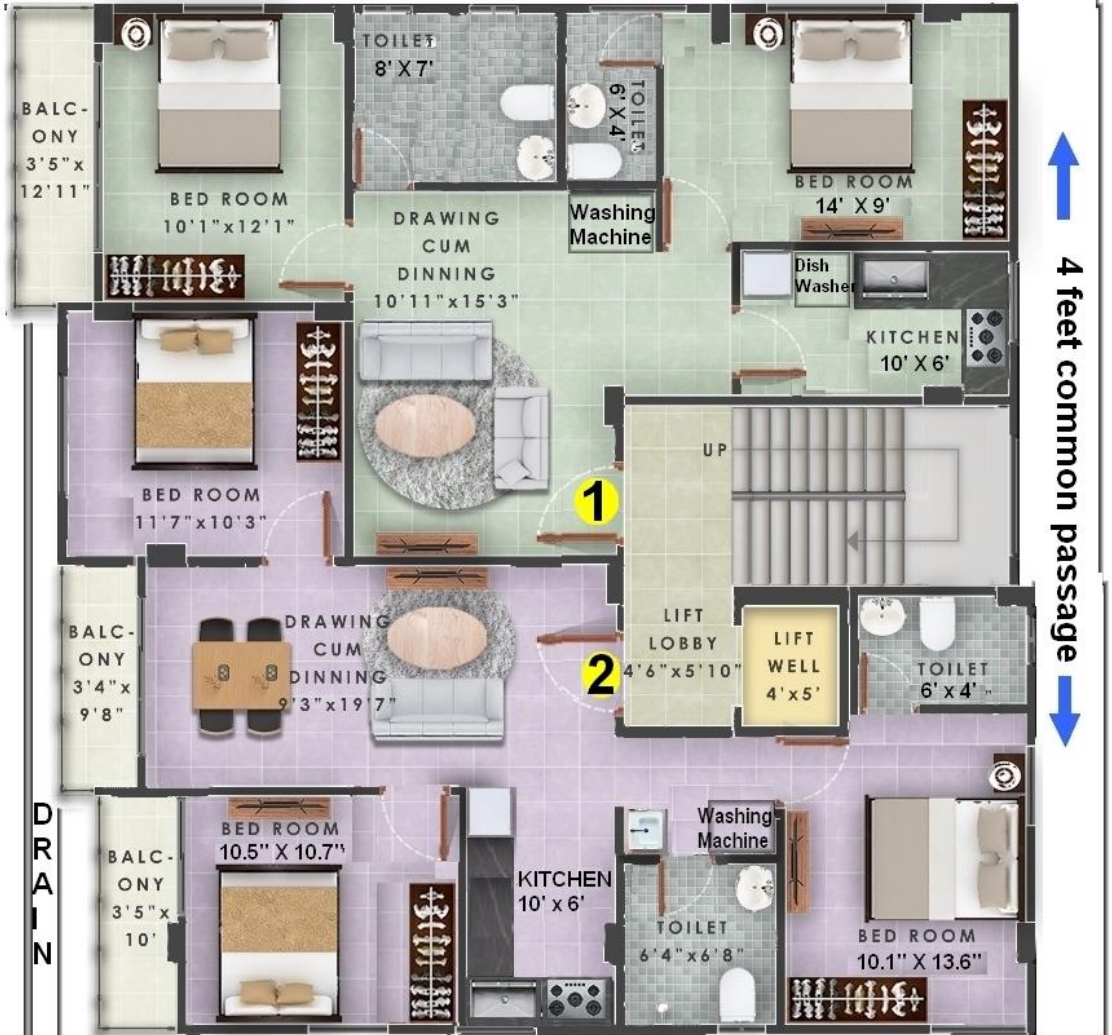 TOILET
8' X 7'
TOILET
6' X 4'
BALC-
ONY
3'5"x
12'11"
BED ROOM
10'1"x12'1"
BED ROOM
14' X 9'
DRAWING
CUM
DINNING
10'11"x15'3"
Washing
Machine
Dish
Washer
KITCHEN
10' X 6'
4 feet common passage
BED ROOM
11'7"x10'3"
UP
1
BALC-
ONY
3'4"x
9'8"
DRAWING
CUM
DINNING
9'3"x19'7"
2
LIFT
LOBBY
4'6"x5'10"
LIFT
WELL
4'x5'
TOILET
6' x 4' "
DRAIN
BALC-
ONY
3'5"x
10'
BED ROOM
10.5" X 10.7"
KITCHEN
10' x 6'
Washing
Machine
TOILET
6'4"x6'8"
BED ROOM
10.1" X 13.6"